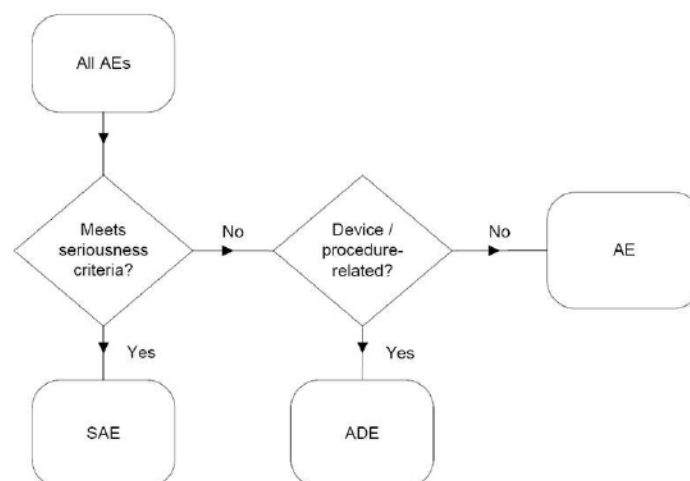 All AEs
Meets
seriousness
criteria?
No
Device /
procedure-
related?
No
AE
Yes
Yes
SAE
ADE